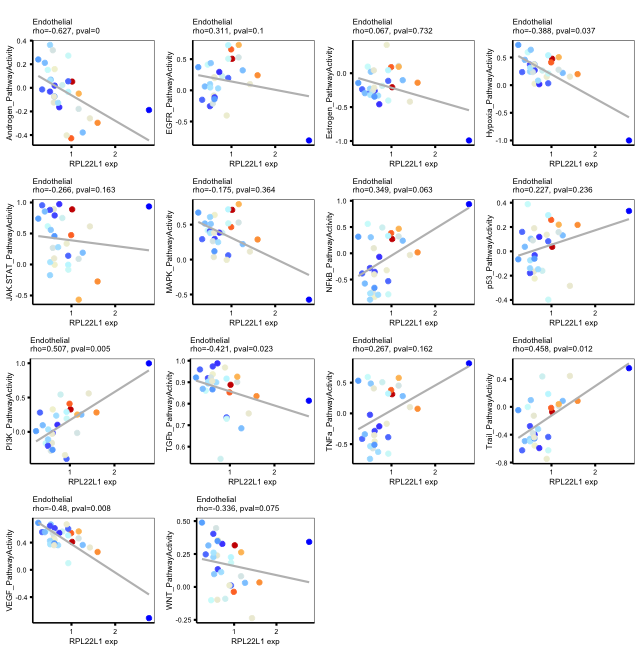 Endothelial
rho=-0.627, pval=0
Androgen_PathwayActivity
0.4
0.2
0.0
-0.2
-0.4
1
2
RPL22L1 exp
Endothelial
rho=0.311, pval=0.1
EGFR_PathwayActivity
0.5
0.0
-0.5
1
2
RPL22L1 exp
Endothelial
rho=0.067, pval=0.732
Estrogen_PathwayActivity
0.0
-0.5
-1.0
1
2
RPL22L1 exp
Endothelial
rho=-0.388, pval=0.037
Hypoxia_PathwayActivity
0.5
0.0
-0.5
-1.0
1
2
RPL22L1 exp
Endothelial
rho=-0.266, pval=0.163
JAK.STAT_PathwayActivity
1.0
0.5
0.0
-0.5
1
2
RPL22L1 exp
Endothelial
rho=-0.175, pval=0.364
MAPK_PathwayActivity
0.5
0.0
-0.5
1
2
RPL22L1 exp
Endothelial
rho=0.349, pval=0.063
NFkB_PathwayActivity
1.0
0.5
0.0
-0.5
1
2
RPL22L1 exp
Endothelial
rho=0.227, pval=0.236
p53_PathwayActivity
0.4
0.2
0.0
-0.2
-0.4
1
2
RPL22L1 exp
Endothelial
rho=0.507, pval=0.005
PI3K_PathwayActivity
1.0
0.5
0.0
1
2
RPL22L1 exp
Endothelial
rho=-0.421, pval=0.023
TGFb_PathwayActivity
1.0
0.9
0.8
0.7
0.6
1
2
RPL22L1 exp
Endothelial
rho=0.267, pval=0.162
TNFa_PathwayActivity
0.5
0.0
-0.5
1
2
RPL22L1 exp
Endothelial
rho=0.458, pval=0.012
Trail_PathwayActivity
0.4
0.0
-0.4
-0.8
1
2
RPL22L1 exp
Endothelial
rho=-0.48, pval=0.008
VEGF_PathwayActivity
0.4
0.0
-0.4
1
2
RPL22L1 exp
Endothelial
rho=-0.336, pval=0.075
WNT_PathwayActivity
0.50
0.25
0.00
-0.25
1
2
RPL22L1 exp